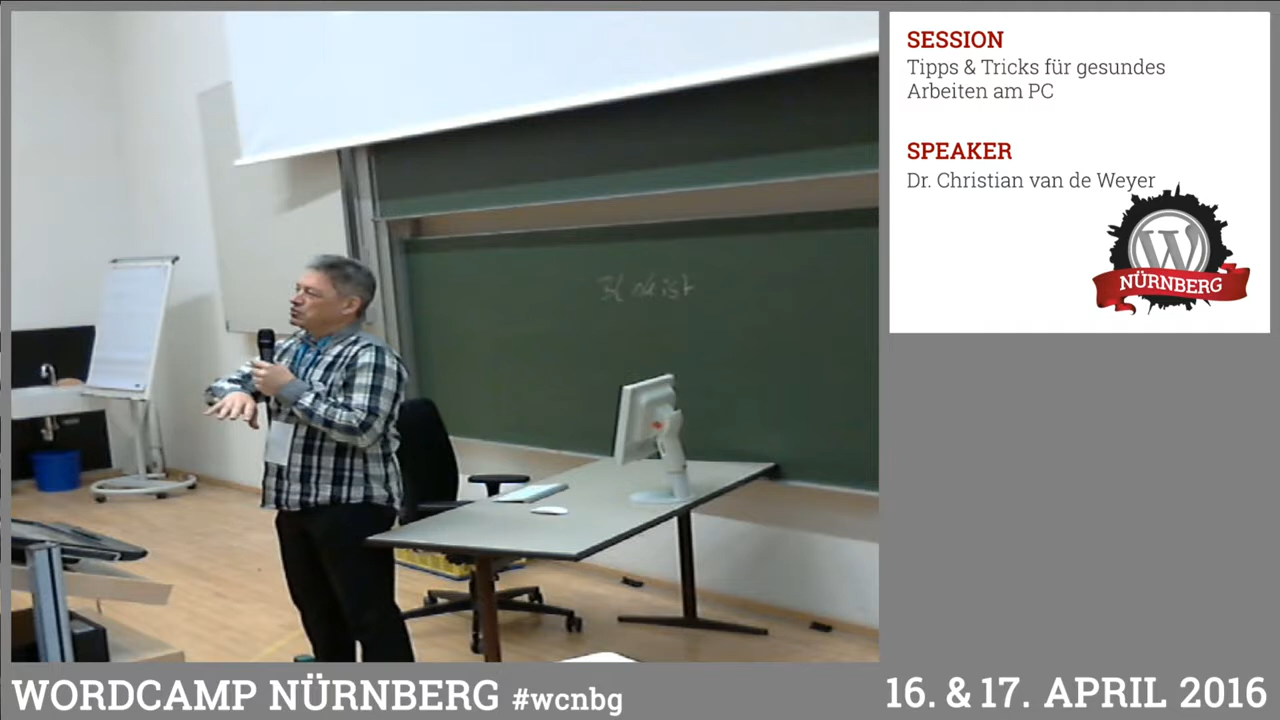 SESSION
Tipps & Tricks für gesundes
Arbeiten am PC
SPEAKER
Dr. Christian van de Weyer
W
NÜRNBERG
WORDCAMP NÜRNBERG #wcnbg
16. & 17. APRIL 2016